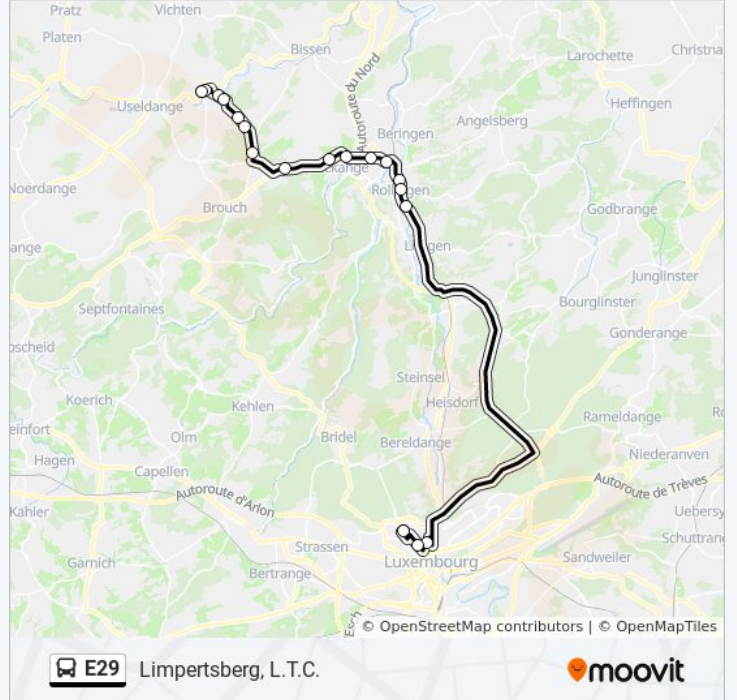 Pratz
Vichten
Platen
Bissen
Larochette
Christna
Autoroute du Nord
Useldange
Heffingen
Angelsberg
Beringen
Noerdange
Rollingen
Brouch
Godbrange
ange
Lingen
Junglinster
Septfontaines
Bourglinster
Gonderange
oscheid
Steinsel
Koerich
Kehlen
Heisdorf
Rameldange
einfort
Olm
Bridel
Bereldange
Niederanven
Hagen
Capellen
Autoroute de Trèves
Autoroute d'Arlon
Kahler
Uebersy
Strassen
Schuttran
Luxembourg
Sandweiler
Garnich
Bertrange
Esch
© OpenStreetMap contributors | © OpenMapTiles
E29 Limpertsberg, L.T.C.
moovit